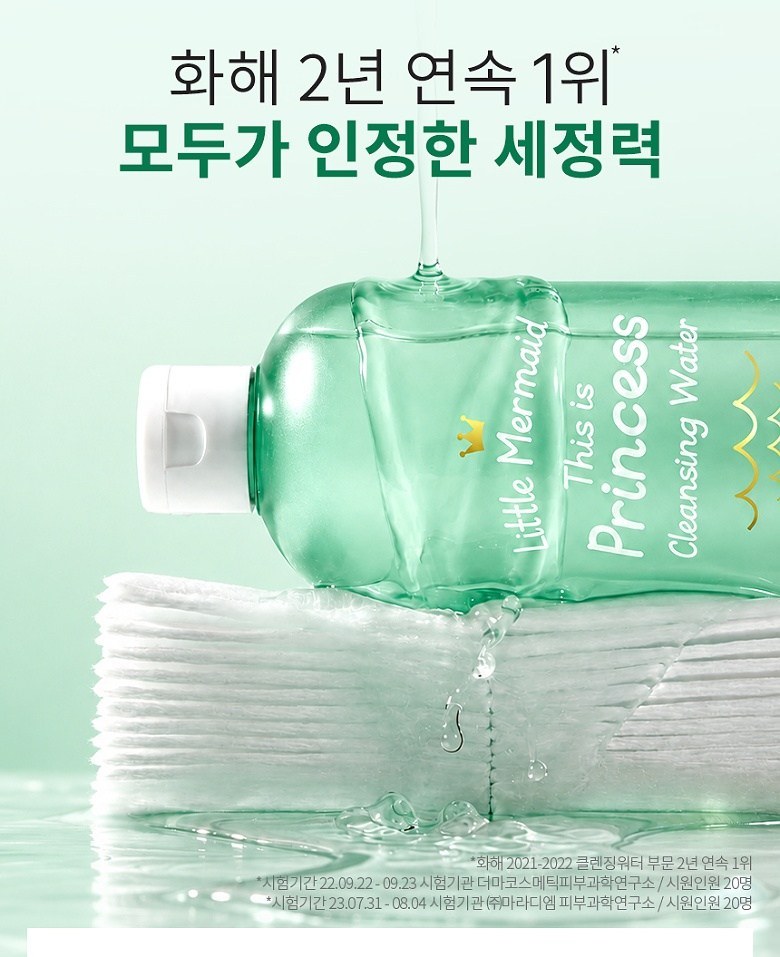 화해 2년 연속 1위*
모두가 인정한 세정력
Little Mermaid
This is
Princess
Cleansing Water
*화해 2021-2022 클렌징워터 부문 2년 연속 1위
*시험기간 22.09.22 - 09.23 시험기관 더마코스메틱피부과학연구소 / 시원인원 20명
*시험기간 23.07.31 - 08.04 시험기관 ㈜마라디엠 피부과학연구소 / 시원인원 20명